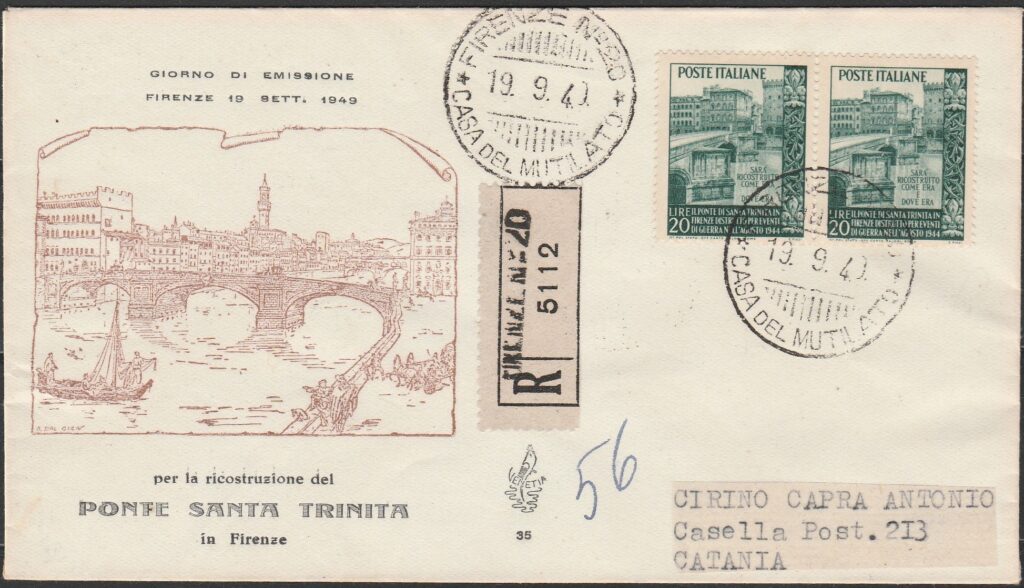 GIORNO DI EMISSIONE
FIRENZE 19 SETT. 1949
per la ricostruzione del
PONTE SANTA TRINITA
in Firenze
FIRENZE N° 20
19. 9. 49.
★ CASA DEL MUTILATO ★
R
FIRENZE N° 20
5112
VENETIA
35
56
POSTE ITALIANE
SARÀ
RICOSTRUITO
COME ERA
LIRE
20
IL PONTE DI SANTA TRINITA IN
FIRENZE DISTRUTTO PER EVENTI
DI GUERRA NELL'AGOSTO 1944
POSTE ITALIANE
SARÀ
RICOSTRUITO
COME ERA
E
DOVE ERA
LIRE
20
IL PONTE DI SANTA TRINITA IN
FIRENZE DISTRUTTO PER EVENTI
DI GUERRA NELL'AGOSTO 1944
19. 9. 49.
★ CASA DEL MUTILATO ★
CIRINO CAPRA ANTONIO
Casella Post. 213
CATANIA